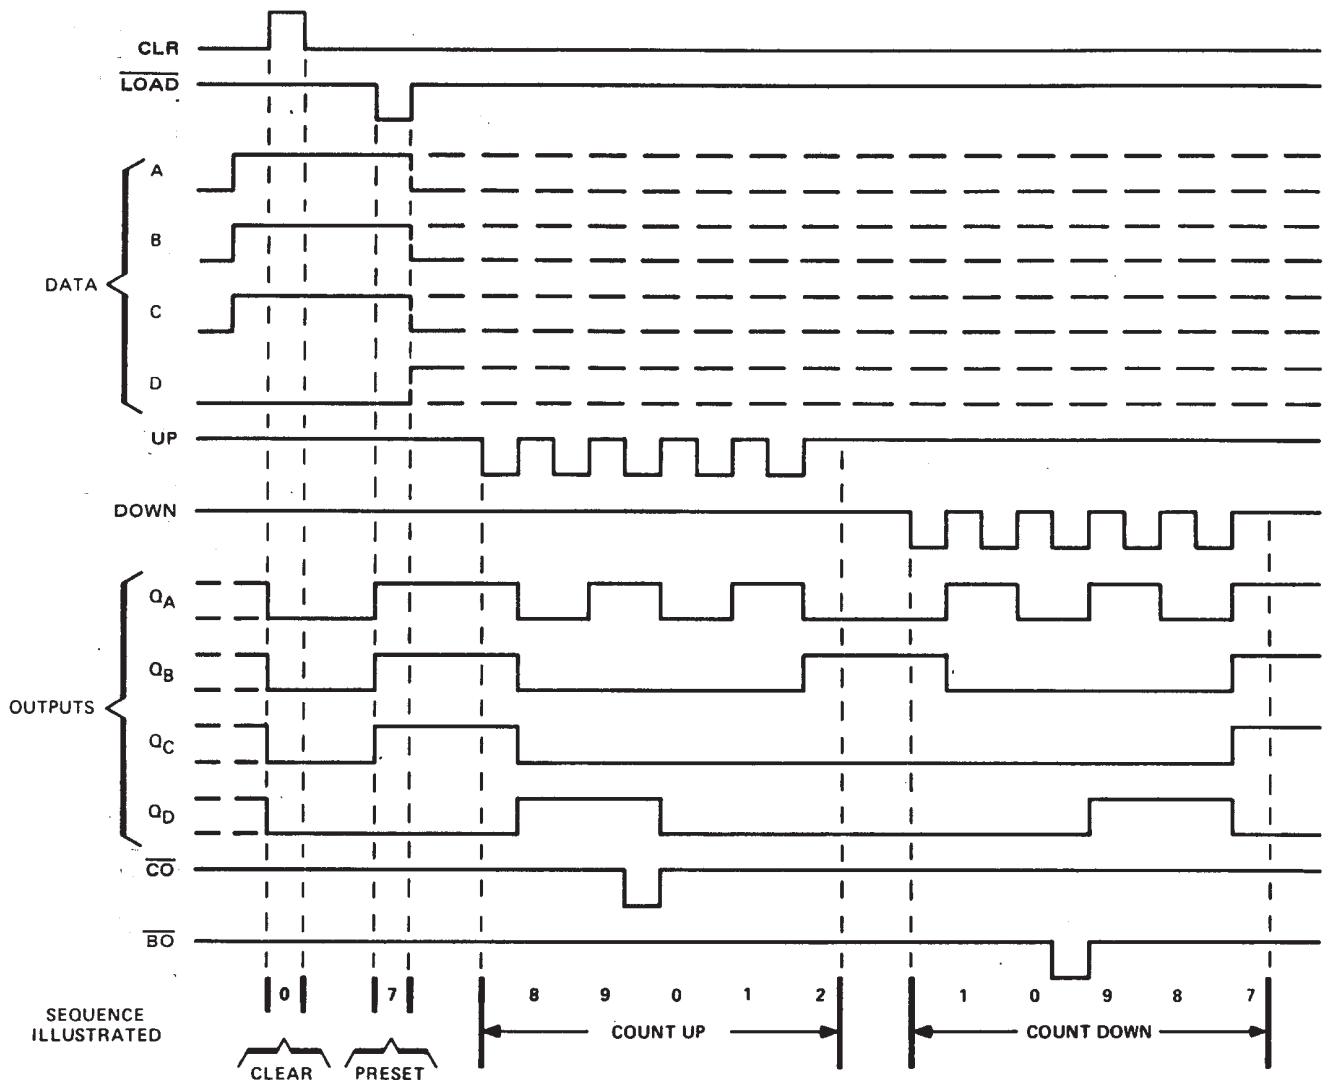 CLR
LOAD
DATA
A
B
C
D
UP
DOWN
OUTPUTS
QA
QB
QC
QD
CO
BO
SEQUENCE
ILLUSTRATED
0 7 8 9 0 1 2 1 0 9 8 7
COUNT UP COUNT DOWN
CLEAR PRESET